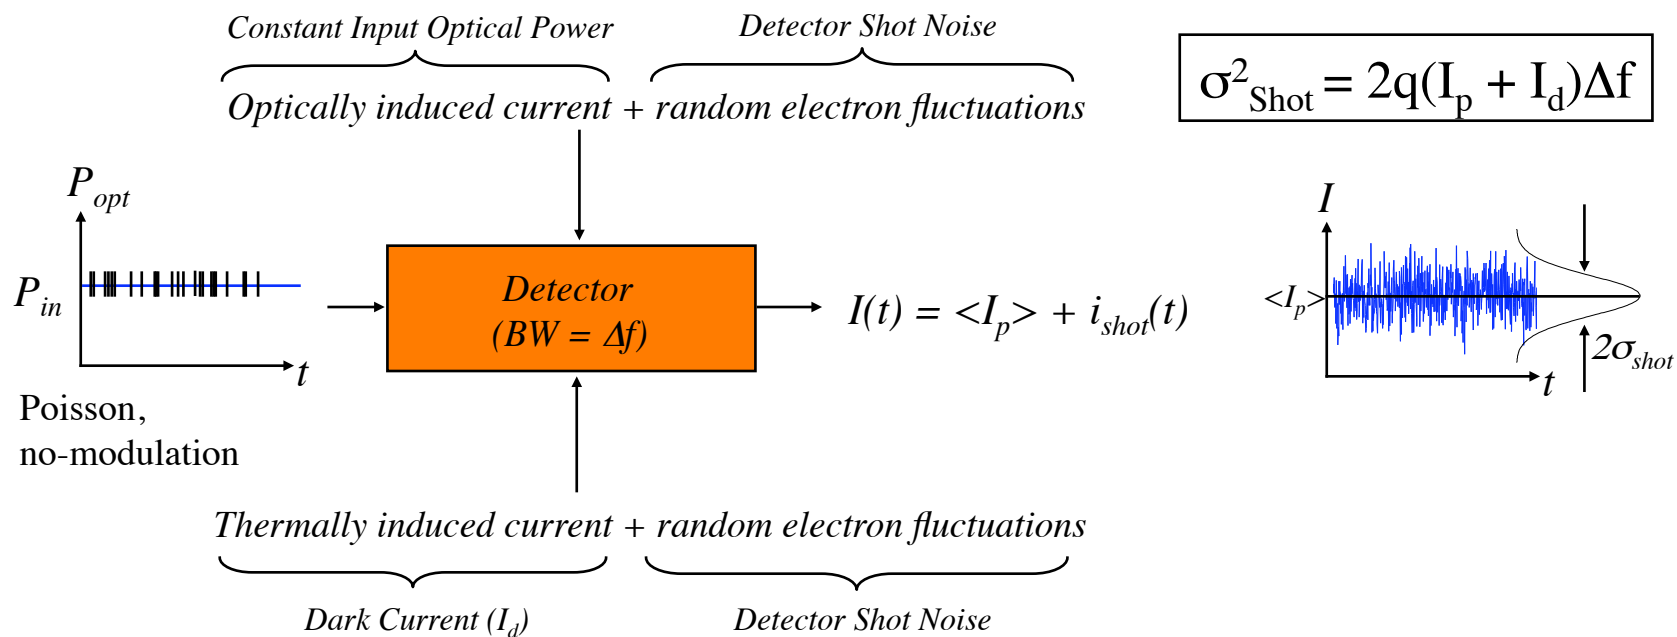 Constant Input Optical Power
Detector Shot Noise
σ²Shot = 2q(Ip + Id)Δf
Optically induced current + random electron fluctuations
Popt
Pin
t
Poisson,
no-modulation
Detector
(BW = Δf)
I(t) = <Ip> + ishot(t)
I
<Ip>
t
2σshot
Thermally induced current + random electron fluctuations
Dark Current (Id)
Detector Shot Noise